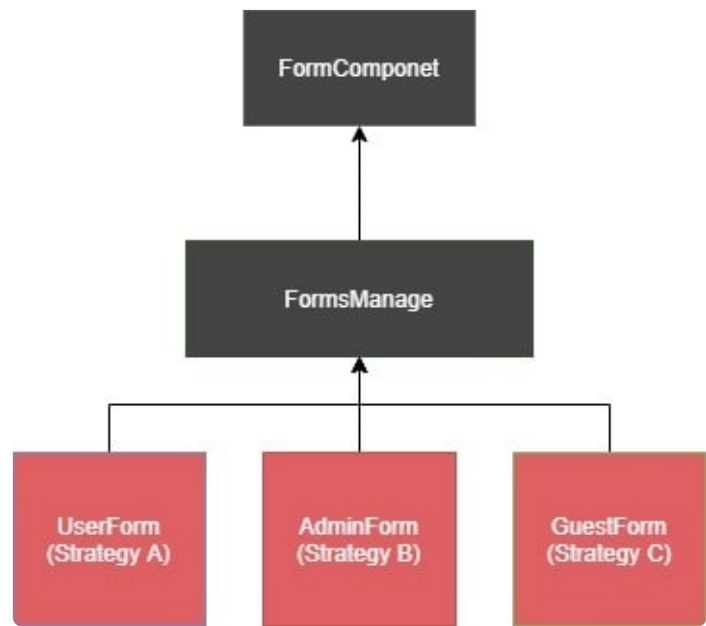 FormComponet
FormsManage
UserForm
(Strategy A)
AdminForm
(Strategy B)
GuestForm
(Strategy C)